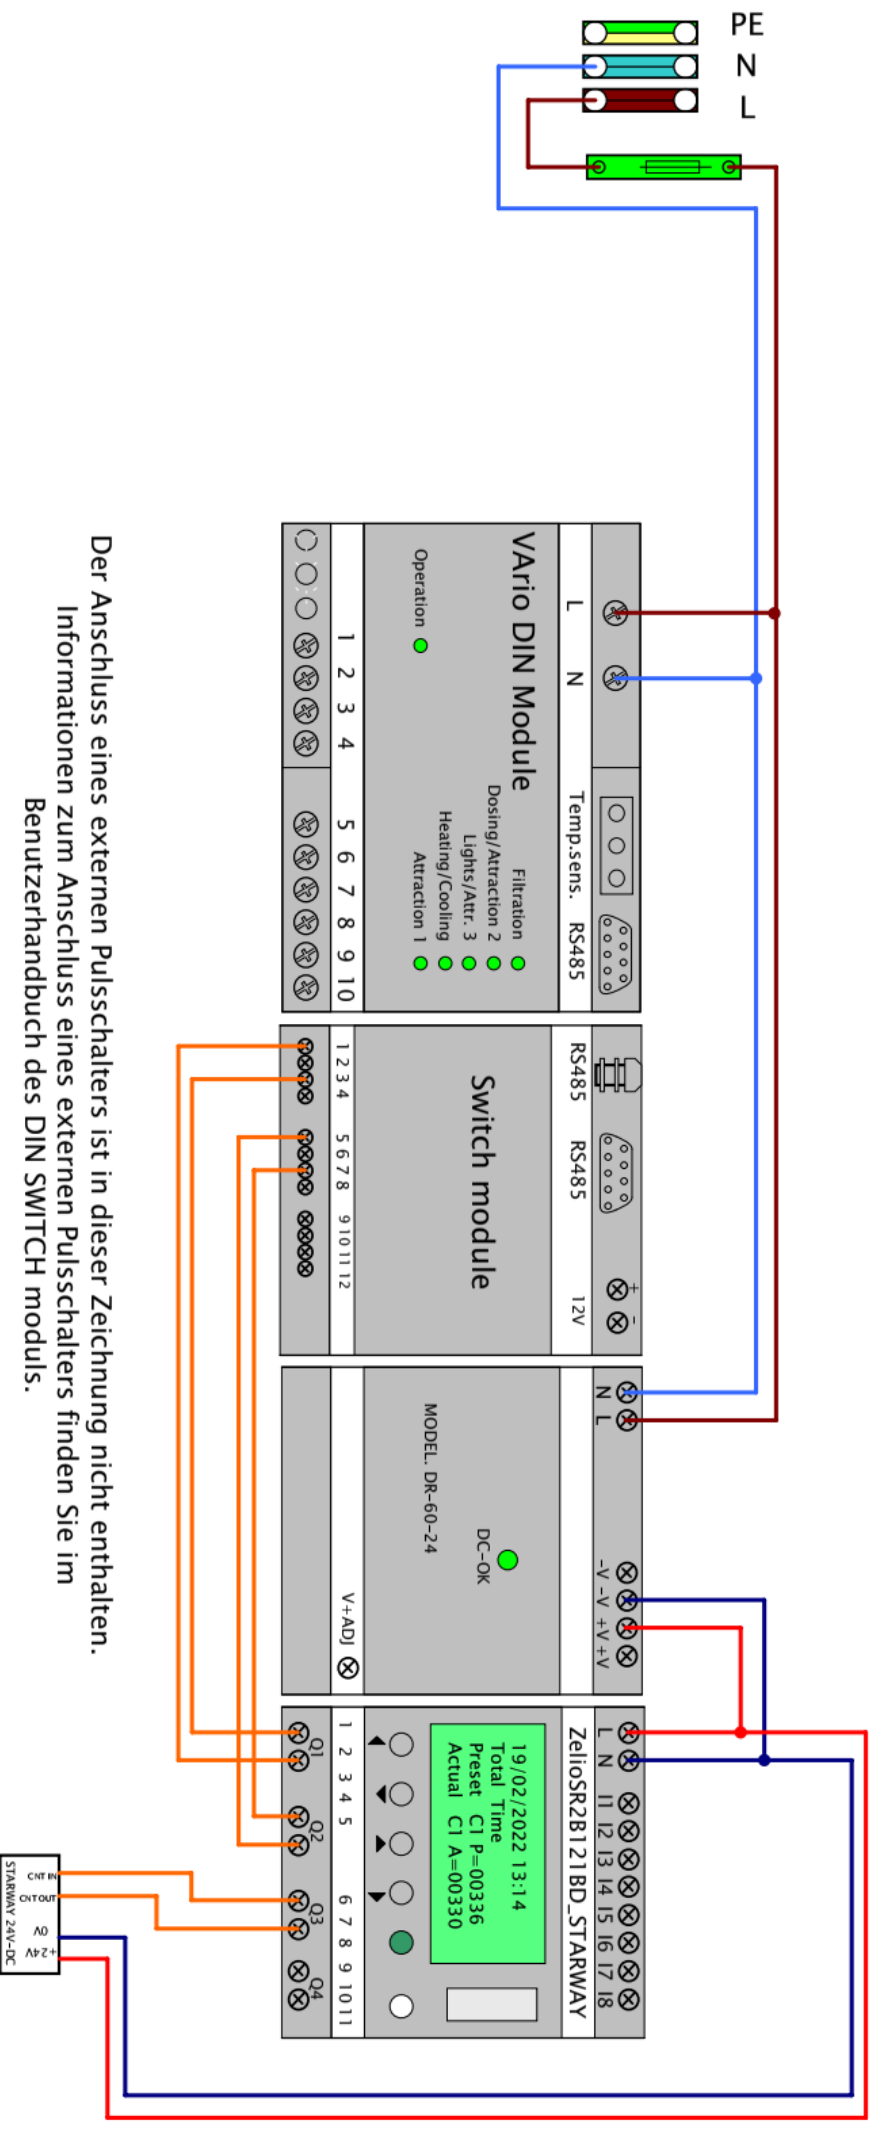 PE
N
L
VArio DIN Module
L
N
Temp.sens.
RS485
Operation
Filtration
Dosing/Attraction 2
Lights/Attr. 3
Heating/Cooling
Attraction 1
1 2 3 4 5 6 7 8 9 10
Switch module
RS485
RS485
12V
+ -
1 2 3 4 5 6 7 8 9 10 11 12
N L
-V -V +V +V
MODEL. DR-60-24
DC-OK
V+ADJ
ZelioSR2B121BD_STARWAY
L N I1 I2 I3 I4 I5 I6 I7 I8
19/02/2022 13:14
Total Time
Preset C1 P=00336
Actual C1 A=00330
1 2 3 4 5 6 7 8 9 10 11
Q1 Q2 Q3 Q4
CNT IN
CNT OUT
0V
+24V
STARWAY 24V-DC
Der Anschluss eines externen Pulsschalters ist in dieser Zeichnung nicht enthalten.
Informationen zum Anschluss eines externen Pulsschalters finden Sie im
Benutzerhandbuch des DIN SWITCH moduls.